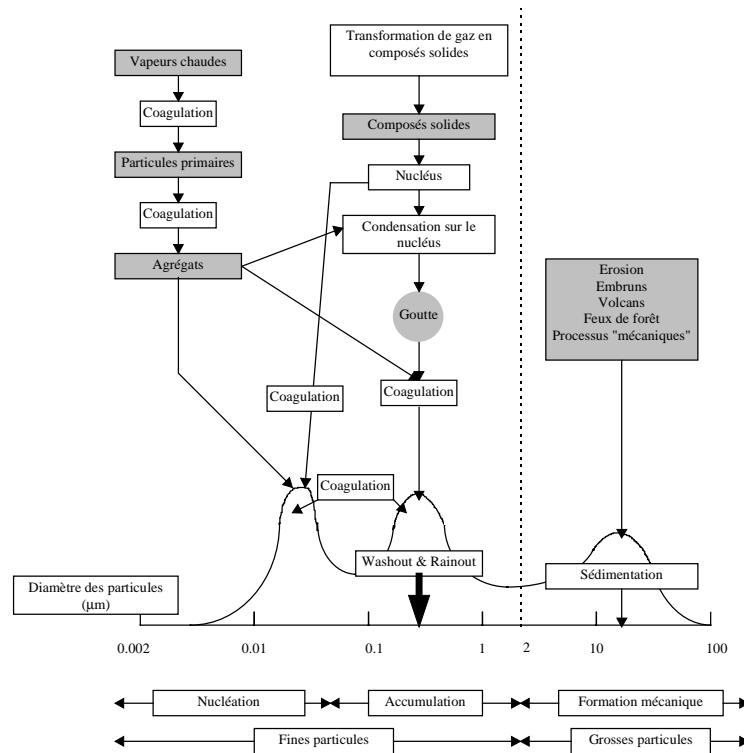 Transformation de gaz en
composés solides
Vapeurs chaudes
Coagulation
Composés solides
Particules primaires
Nucléus
Coagulation
Condensation sur le
nucléus
Agrégats
Erosion
Embruns
Volcans
Feux de forêt
Processus "mécaniques"
Goutte
Coagulation
Coagulation
Coagulation
Washout & Rainout
Sédimentation
Diamètre des particules
(µm)
0.002 0.01 0.1 1 2 10 100
Nucléation Accumulation Formation mécanique
Fines particules Grosses particules